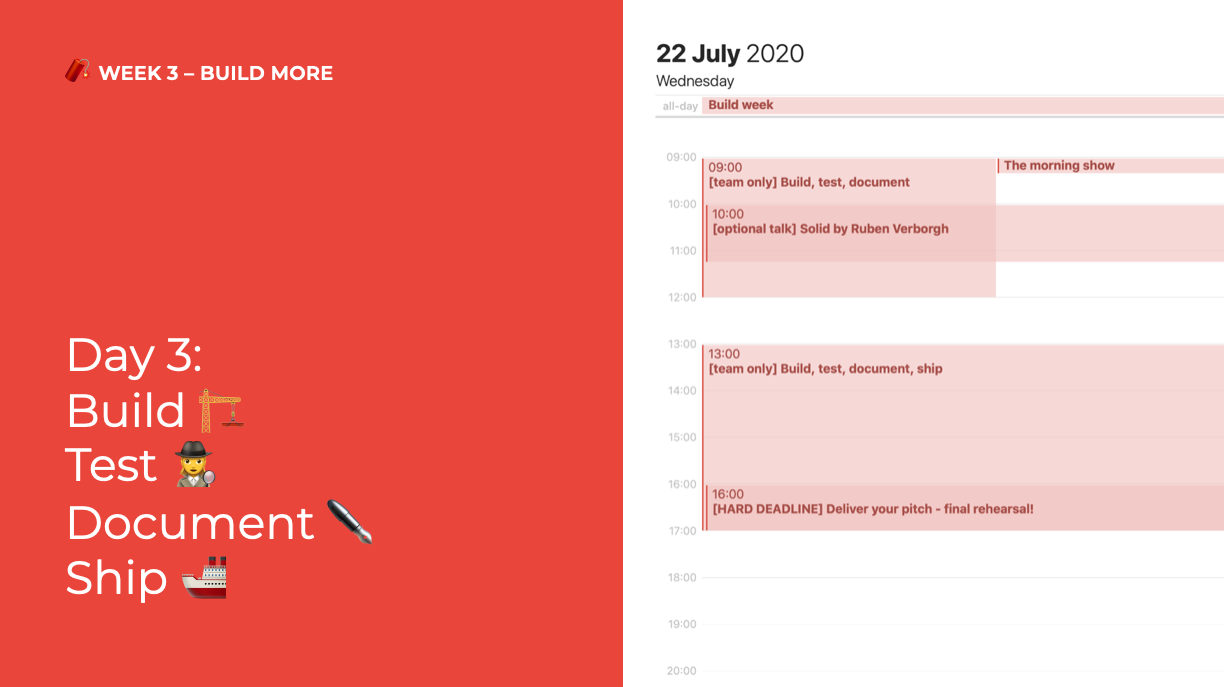 🧨 WEEK 3 – BUILD MORE
Day 3:
Build 🏗️
Test 🕵️‍♀️
Document 🖌️
Ship 🚢
22 July 2020
Wednesday
all-day Build week
09:00
09:00
[team only] Build, test, document
The morning show
10:00
10:00
[optional talk] Solid by Ruben Verborgh
11:00
12:00
13:00
13:00
[team only] Build, test, document, ship
14:00
15:00
16:00
16:00
[HARD DEADLINE] Deliver your pitch - final rehearsal!
17:00
18:00
19:00
20:00